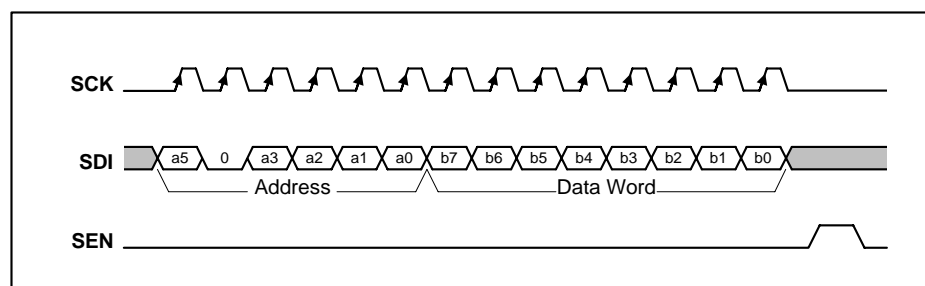 SCK
SDI a5 0 a3 a2 a1 a0 b7 b6 b5 b4 b3 b2 b1 b0
Address Data Word
SEN